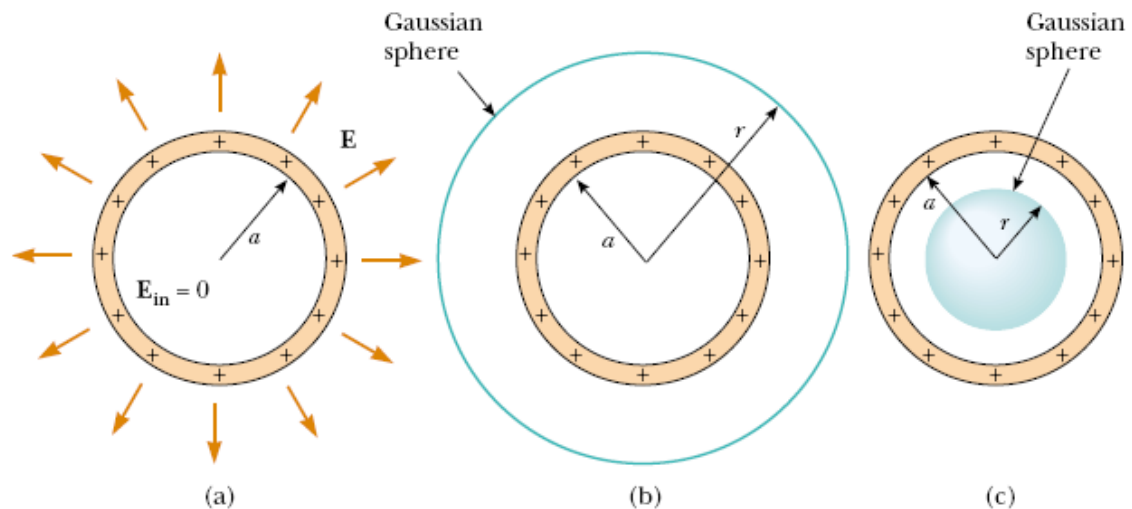 Gaussian
sphere
E
a
E_in = 0
+ + + + + + + + + + + +
(a)
r
a
+ + + + + + + + + + + +
(b)
Gaussian
sphere
a
r
+ + + + + + + + + + + +
(c)